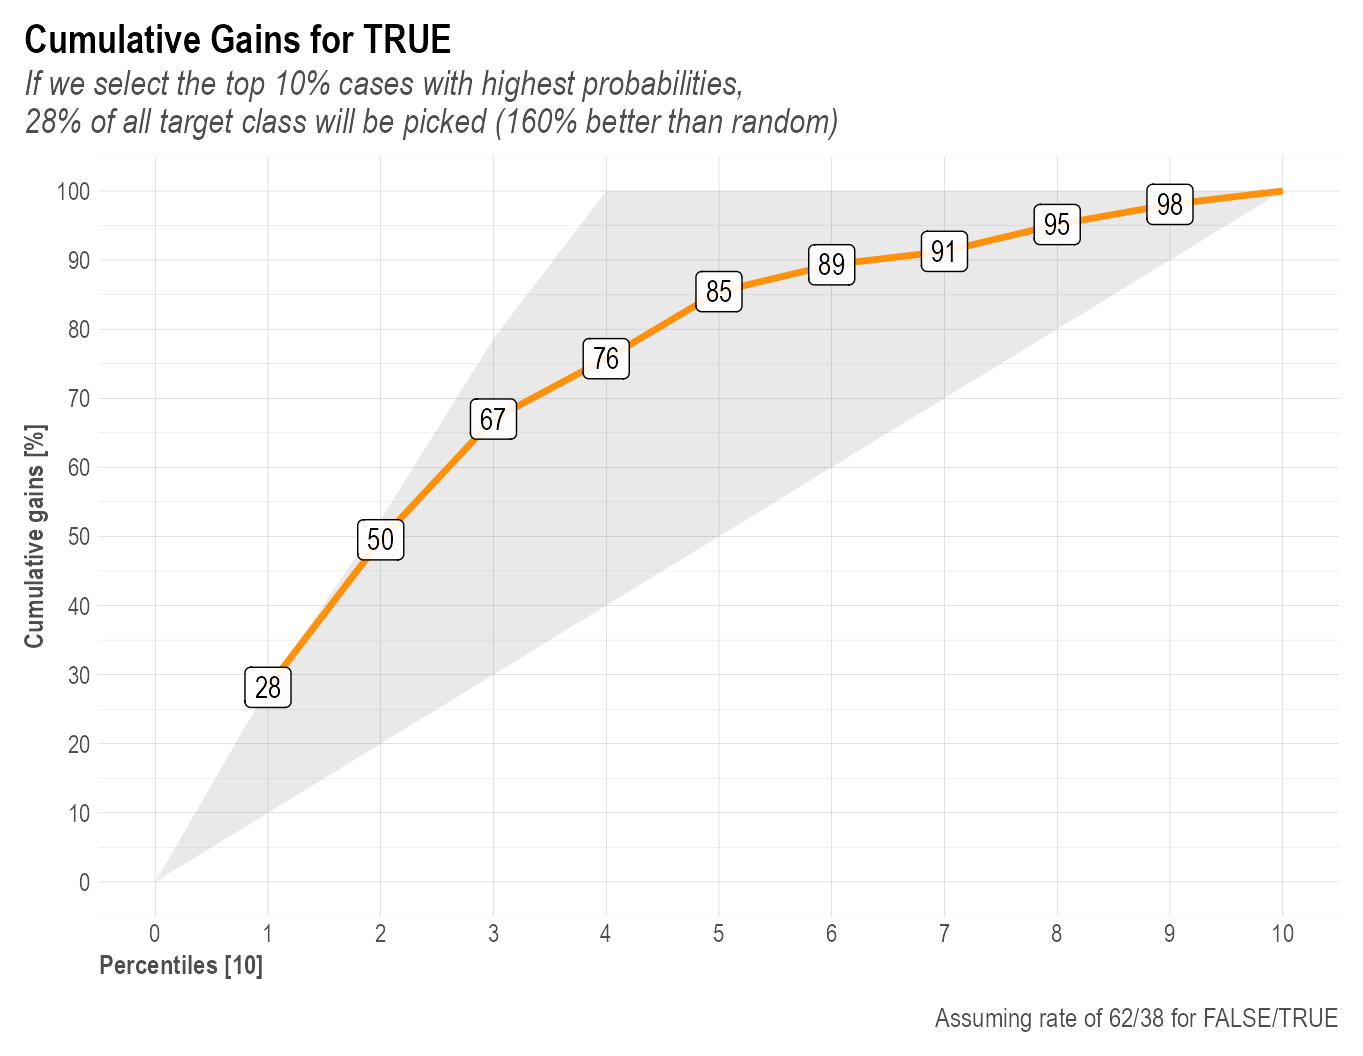 Cumulative Gains for TRUE
If we select the top 10% cases with highest probabilities,
28% of all target class will be picked (160% better than random)
Cumulative gains [%]
100
90
80
70
60
50
40
30
20
10
0
28
50
67
76
85
89
91
95
98
0 1 2 3 4 5 6 7 8 9 10
Percentiles [10]
Assuming rate of 62/38 for FALSE/TRUE